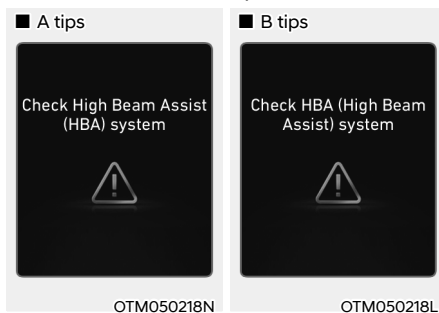 ■ A tips
Check High Beam Assist
(HBA) system
OTM050218N
■ B tips
Check HBA (High Beam
Assist) system
OTM050218L